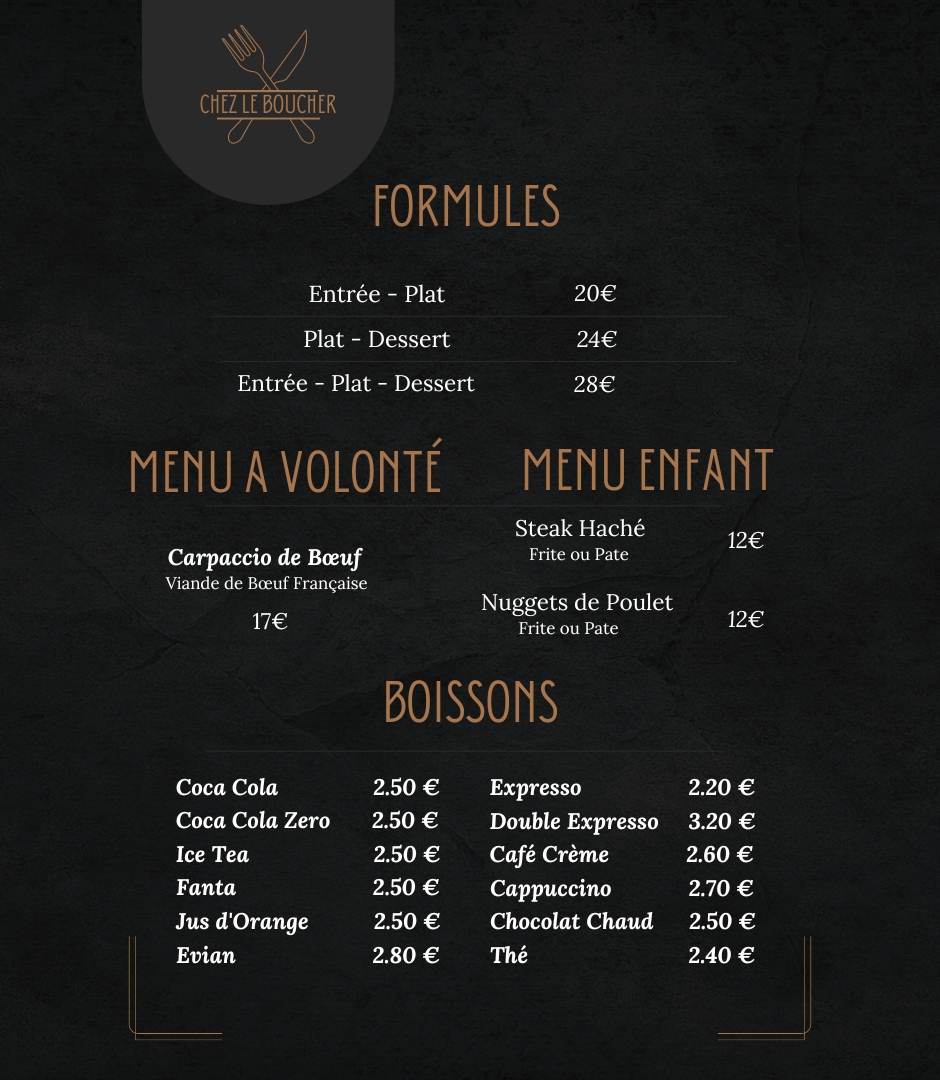 CHEZ LE BOUCHER
FORMULES
Entrée - Plat 20€
Plat - Dessert 24€
Entrée - Plat - Dessert 28€
MENU A VOLONTÉ
Carpaccio de Bœuf
Viande de Bœuf Française
17€
MENU ENFANT
Steak Haché 12€
Frite ou Pate
Nuggets de Poulet 12€
Frite ou Pate
BOISSONS
Coca Cola 2.50 €
Coca Cola Zero 2.50 €
Ice Tea 2.50 €
Fanta 2.50 €
Jus d'Orange 2.50 €
Evian 2.80 €
Expresso 2.20 €
Double Expresso 3.20 €
Café Crème 2.60 €
Cappuccino 2.70 €
Chocolat Chaud 2.50 €
Thé 2.40 €